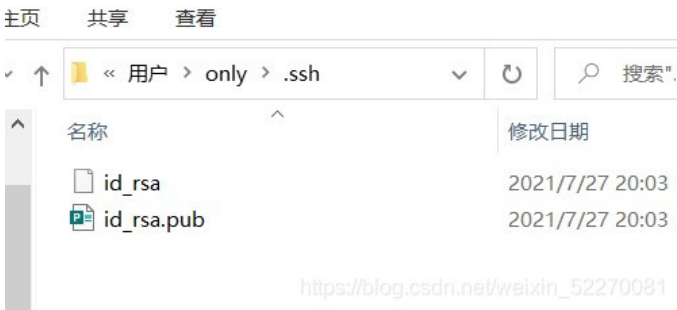 主页 共享 查看
« 用户 › only › .ssh 搜索".
名称 修改日期
id_rsa 2021/7/27 20:03
id_rsa.pub 2021/7/27 20:03
https://blog.csdn.net/weixin_52270081